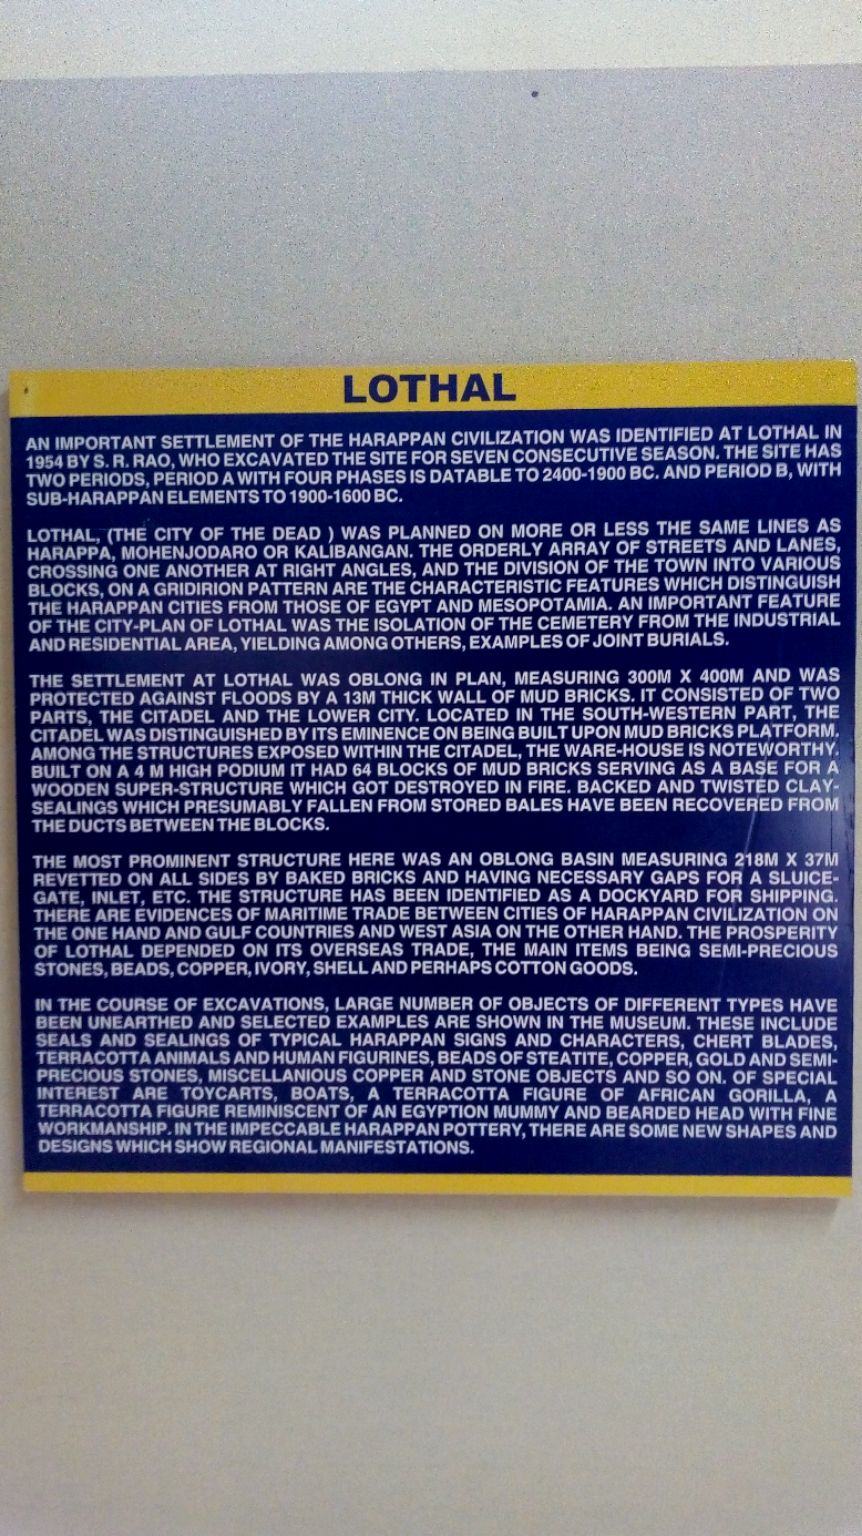 LOTHAL
AN IMPORTANT SETTLEMENT OF THE HARAPPAN CIVILIZATION WAS IDENTIFIED AT LOTHAL IN
1954 BY S. R. RAO, WHO EXCAVATED THE SITE FOR SEVEN CONSECUTIVE SEASON. THE SITE HAS
TWO PERIODS, PERIOD A WITH FOUR PHASES IS DATABLE TO 2400-1900 BC. AND PERIOD B, WITH
SUB-HARAPPAN ELEMENTS TO 1900-1600 BC.
LOTHAL, (THE CITY OF THE DEAD ) WAS PLANNED ON MORE OR LESS THE SAME LINES AS
HARAPPA, MOHENJODARO OR KALIBANGAN. THE ORDERLY ARRAY OF STREETS AND LANES,
CROSSING ONE ANOTHER AT RIGHT ANGLES, AND THE DIVISION OF THE TOWN INTO VARIOUS
BLOCKS, ON A GRIDIRION PATTERN ARE THE CHARACTERISTIC FEATURES WHICH DISTINGUISH
THE HARAPPAN CITIES FROM THOSE OF EGYPT AND MESOPOTAMIA. AN IMPORTANT FEATURE
OF THE CITY-PLAN OF LOTHAL WAS THE ISOLATION OF THE CEMETERY FROM THE INDUSTRIAL
AND RESIDENTIAL AREA, YIELDING AMONG OTHERS, EXAMPLES OF JOINT BURIALS.
THE SETTLEMENT AT LOTHAL WAS OBLONG IN PLAN, MEASURING 300M X 400M AND WAS
PROTECTED AGAINST FLOODS BY A 13M THICK WALL OF MUD BRICKS. IT CONSISTED OF TWO
PARTS, THE CITADEL AND THE LOWER CITY. LOCATED IN THE SOUTH-WESTERN PART, THE
CITADEL WAS DISTINGUISHED BY ITS EMINENCE ON BEING BUILT UPON MUD BRICKS PLATFORM.
AMONG THE STRUCTURES EXPOSED WITHIN THE CITADEL, THE WARE-HOUSE IS NOTEWORTHY.
BUILT ON A 4 M HIGH PODIUM IT HAD 64 BLOCKS OF MUD BRICKS SERVING AS A BASE FOR A
WOODEN SUPER-STRUCTURE WHICH GOT DESTROYED IN FIRE. BACKED AND TWISTED CLAY-
SEALINGS WHICH PRESUMABLY FALLEN FROM STORED BALES HAVE BEEN RECOVERED FROM
THE DUCTS BETWEEN THE BLOCKS.
THE MOST PROMINENT STRUCTURE HERE WAS AN OBLONG BASIN MEASURING 218M X 37M
REVETTED ON ALL SIDES BY BAKED BRICKS AND HAVING NECESSARY GAPS FOR A SLUICE-
GATE, INLET, ETC. THE STRUCTURE HAS BEEN IDENTIFIED AS A DOCKYARD FOR SHIPPING.
THERE ARE EVIDENCES OF MARITIME TRADE BETWEEN CITIES OF HARAPPAN CIVILIZATION ON
THE ONE HAND AND GULF COUNTRIES AND WEST ASIA ON THE OTHER HAND. THE PROSPERITY
OF LOTHAL DEPENDED ON ITS OVERSEAS TRADE, THE MAIN ITEMS BEING SEMI-PRECIOUS
STONES, BEADS, COPPER, IVORY, SHELL AND PERHAPS COTTON GOODS.
IN THE COURSE OF EXCAVATIONS, LARGE NUMBER OF OBJECTS OF DIFFERENT TYPES HAVE
BEEN UNEARTHED AND SELECTED EXAMPLES ARE SHOWN IN THE MUSEUM. THESE INCLUDE
SEALS AND SEALINGS OF TYPICAL HARAPPAN SIGNS AND CHARACTERS, CHERT BLADES,
TERRACOTTA ANIMALS AND HUMAN FIGURINES, BEADS OF STEATITE, COPPER, GOLD AND SEMI-
PRECIOUS STONES, MISCELLANIOUS COPPER AND STONE OBJECTS AND SO ON. OF SPECIAL
INTEREST ARE TOYCARTS, BOATS, A TERRACOTTA FIGURE OF AFRICAN GORILLA, A
TERRACOTTA FIGURE REMINISCENT OF AN EGYPTION MUMMY AND BEARDED HEAD WITH FINE
WORKMANSHIP. IN THE IMPECCABLE HARAPPAN POTTERY, THERE ARE SOME NEW SHAPES AND
DESIGNS WHICH SHOW REGIONAL MANIFESTATIONS.